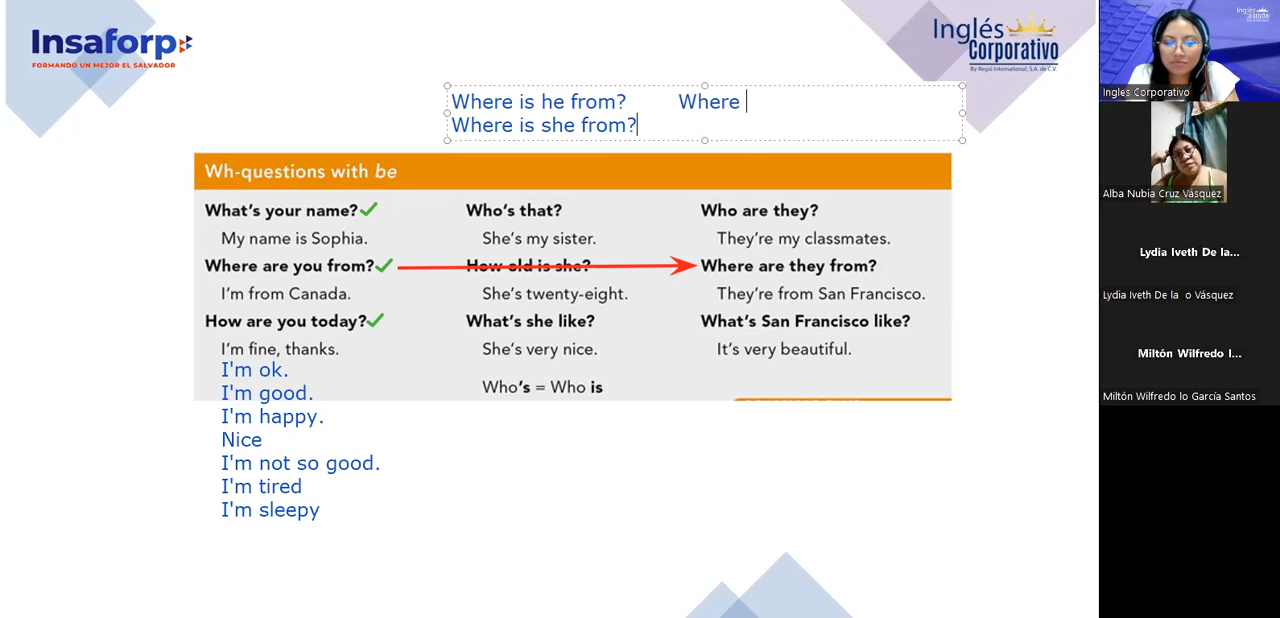 Insaforp
FORMANDO UN MEJOR EL SALVADOR
Inglés
Corporativo
By Regal International, S.A. de C.V.
Where is he from? Where
Where is she from?
Wh-questions with be
What's your name? Who's that? Who are they?
My name is Sophia. She's my sister. They're my classmates.
Where are you from? How old is she? Where are they from?
I'm from Canada. She's twenty-eight. They're from San Francisco.
How are you today? What's she like? What's San Francisco like?
I'm fine, thanks. She's very nice. It's very beautiful.
I'm ok.
Who's = Who is
I'm good.
I'm happy.
Nice
I'm not so good.
I'm tired
I'm sleepy
Inglés
Corporativo
Ingles Corporativo
Alba Nubia Cruz Vásquez
Lydia Iveth De la...
Lydia Iveth De la o Vásquez
Miltón Wilfredo l...
Miltón Wilfredo lo García Santos